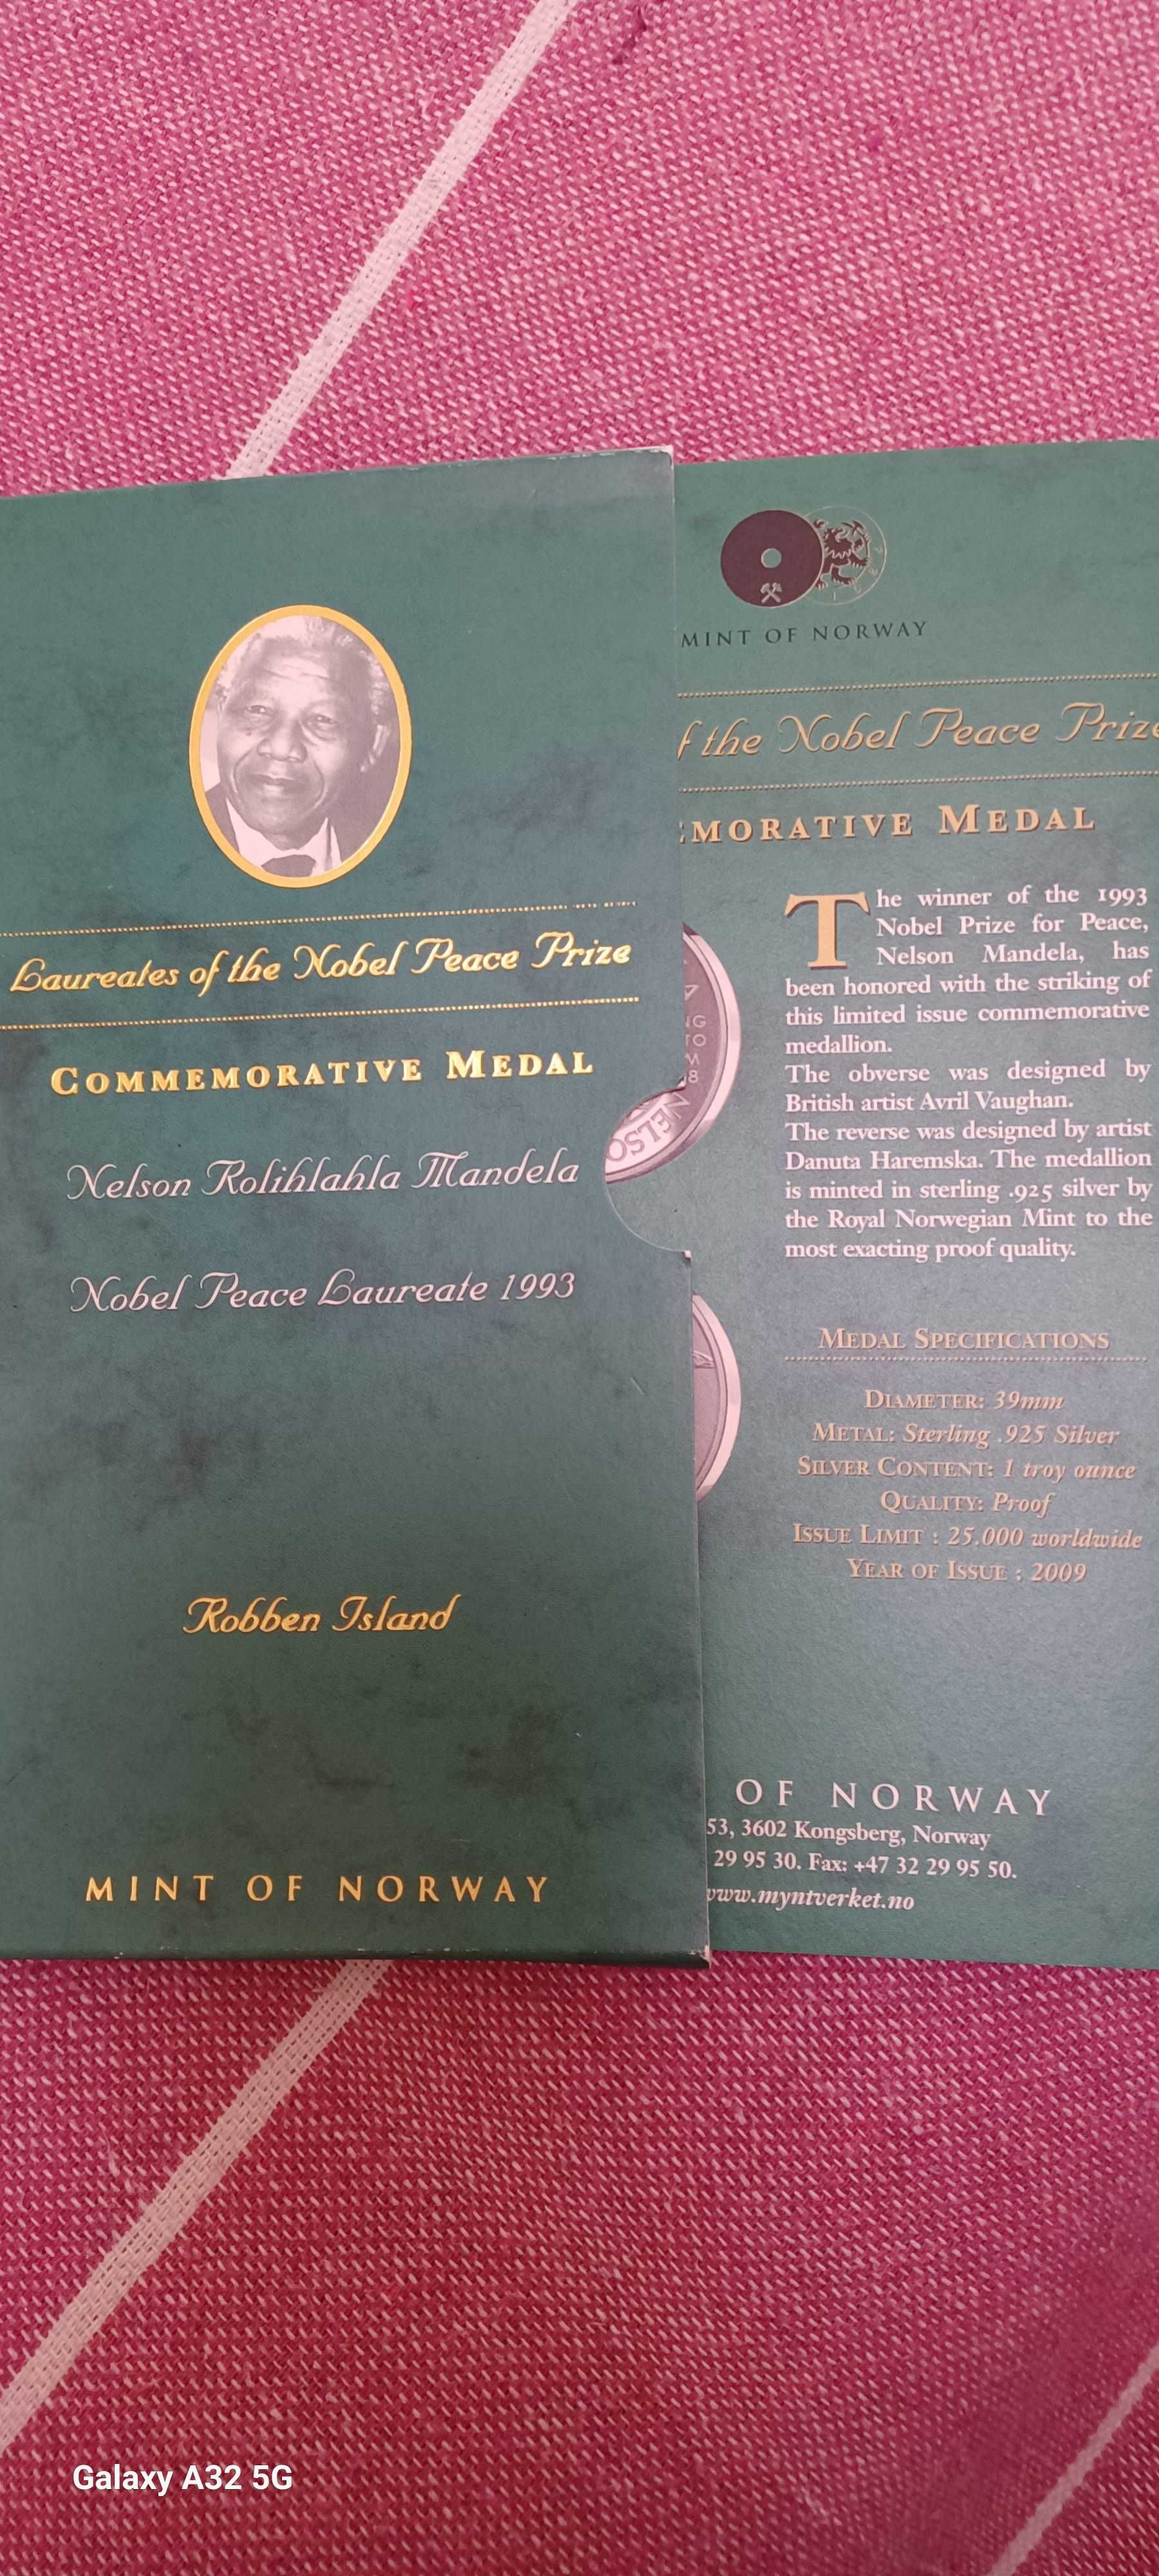 Laureates of the Nobel Peace Prize
COMMEMORATIVE MEDAL
Nelson Rolihlahla Mandela
Nobel Peace Laureate 1993
Robben Island
MINT OF NORWAY
MINT OF NORWAY
f the Nobel Peace Prize
EMORATIVE MEDAL
The winner of the 1993
Nobel Prize for Peace,
Nelson Mandela, has
been honored with the striking of
this limited issue commemorative
medallion.
The obverse was designed by
British artist Avril Vaughan.
The reverse was designed by artist
Danuta Haremska. The medallion
is minted in sterling .925 silver by
the Royal Norwegian Mint to the
most exacting proof quality.
MEDAL SPECIFICATIONS
DIAMETER: 39mm
METAL: Sterling .925 Silver
SILVER CONTENT: 1 troy ounce
QUALITY: Proof
ISSUE LIMIT : 25.000 worldwide
YEAR OF ISSUE : 2009
OF NORWAY
53, 3602 Kongsberg, Norway
29 95 30. Fax: +47 32 29 95 50.
www.myntverket.no
NELSO
Galaxy A32 5G